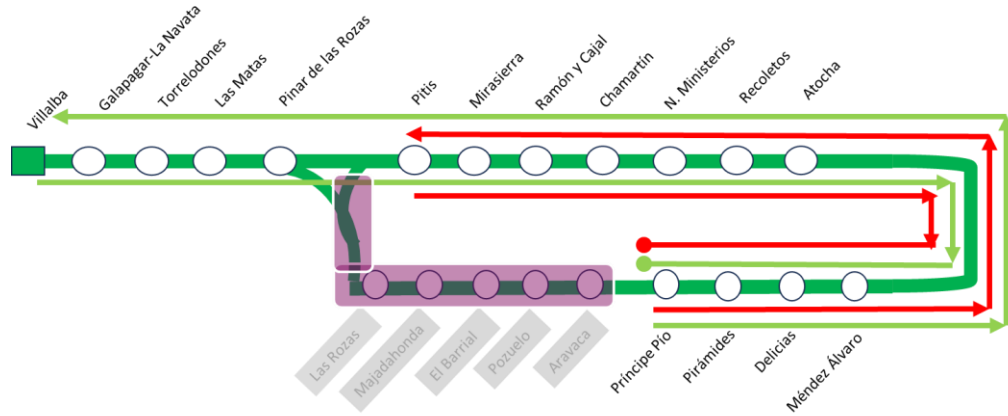 Villalba
Galapagar-La Navata
Torrelodones
Las Matas
Pinar de las Rozas
Pitis
Mirasierra
Ramón y Cajal
Chamartín
N. Ministerios
Recoletos
Atocha
Las Rozas
Majadahonda
El Barrial
Pozuelo
Aravaca
Príncipe Pío
Pirámides
Delicias
Méndez Álvaro